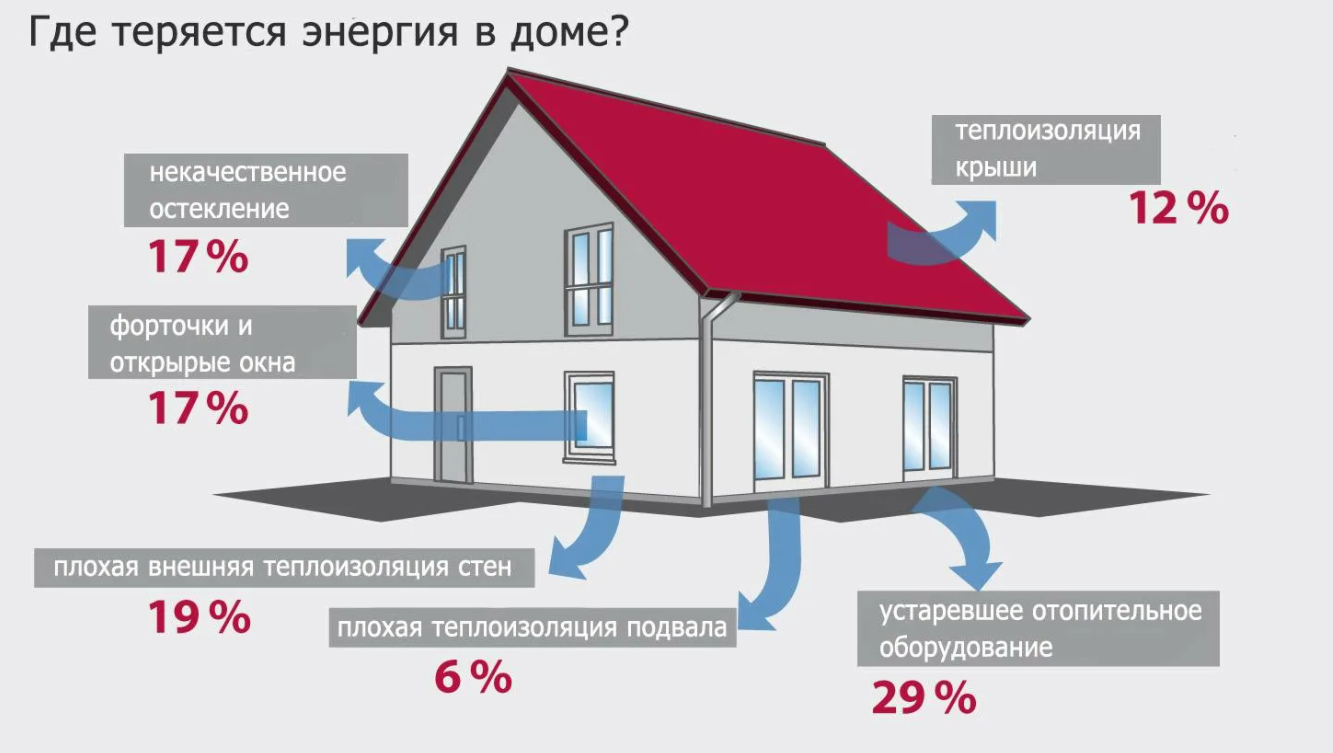 Где теряется энергия в доме?
теплоизоляция
крыши
12 %
некачественное
остекление
17 %
форточки и
открырые окна
17 %
плохая внешняя теплоизоляция стен
19 %
плохая теплоизоляция подвала
6 %
устаревшее отопительное
оборудование
29 %